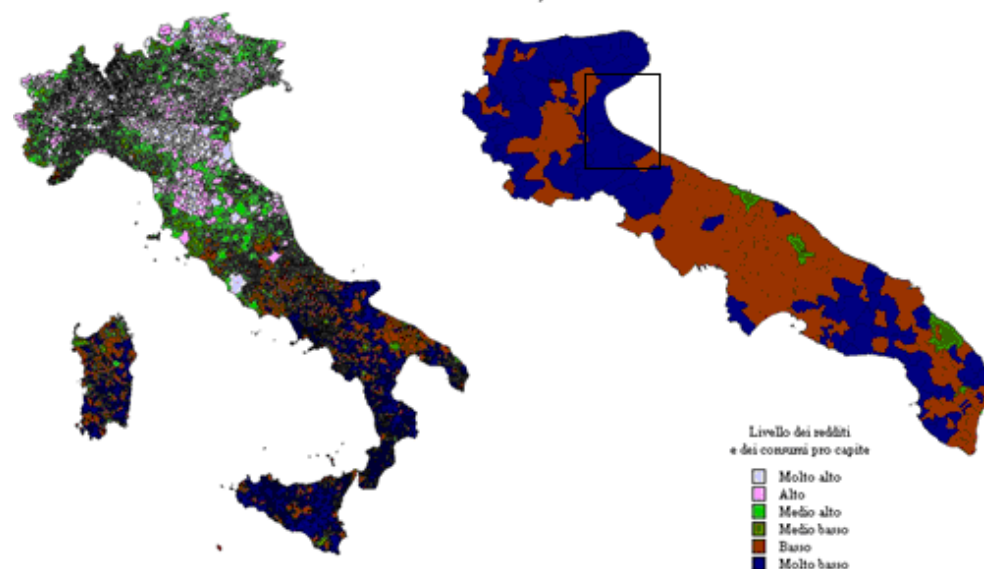 Livello dei redditi
e dei consumi pro capite
Molto alto
Alto
Medio alto
Medio basso
Basso
Molto basso